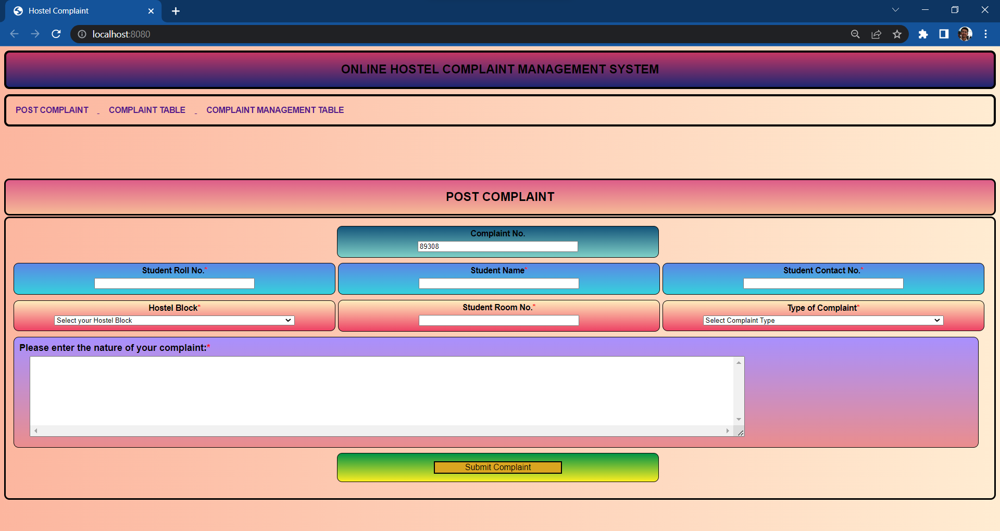 Hostel Complaint
localhost:8080
ONLINE HOSTEL COMPLAINT MANAGEMENT SYSTEM
POST COMPLAINT - COMPLAINT TABLE - COMPLAINT MANAGEMENT TABLE
POST COMPLAINT
Complaint No.
89308
Student Roll No.* Student Name* Student Contact No.*
Hostel Block* Student Room No.* Type of Complaint*
Select your Hostel Block Select Complaint Type
Please enter the nature of your complaint:*
Submit Complaint